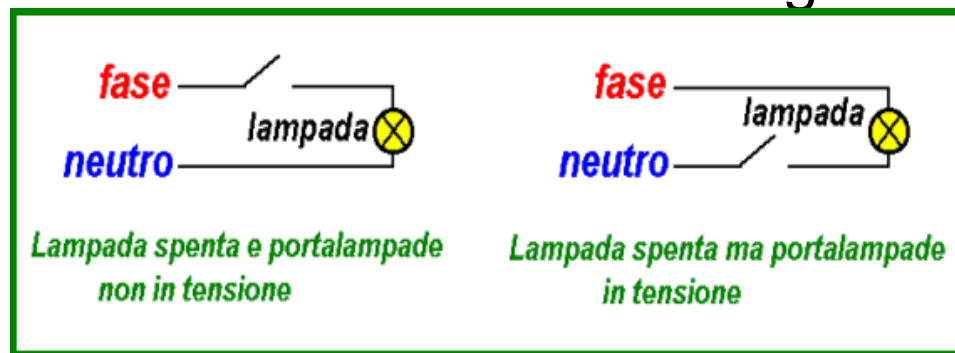 fase
lampada
neutro
Lampada spenta e portalampade
non in tensione
fase
lampada
neutro
Lampada spenta ma portalampade
in tensione